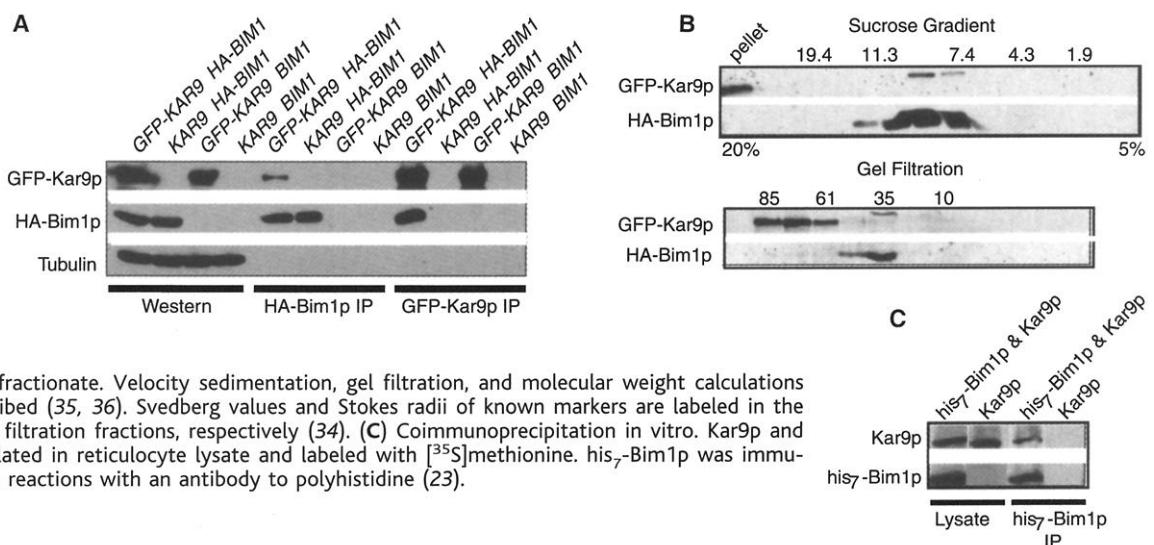 A
GFP-KAR9 HA-BIM1
KAR9 HA-BIM1
GFP-KAR9 BIM1
KAR9 BIM1
GFP-KAR9 HA-BIM1
KAR9 HA-BIM1
GFP-KAR9 BIM1
KAR9 BIM1
GFP-KAR9 HA-BIM1
KAR9 HA-BIM1
GFP-KAR9 BIM1
KAR9 BIM1
GFP-Kar9p
HA-Bim1p
Tubulin
Western HA-Bim1p IP GFP-Kar9p IP
B
Sucrose Gradient
pellet 19.4 11.3 7.4 4.3 1.9
GFP-Kar9p
HA-Bim1p
20% 5%
Gel Filtration
85 61 35 10
GFP-Kar9p
HA-Bim1p
C
his7-Bim1p & Kar9p
Kar9p
his7-Bim1p & Kar9p
Kar9p
Kar9p
his7-Bim1p
Lysate his7-Bim1p
IP
fractionate. Velocity sedimentation, gel filtration, and molecular weight calculations
ibed (35, 36). Svedberg values and Stokes radii of known markers are labeled in the
filtration fractions, respectively (34). (C) Coimmunoprecipitation in vitro. Kar9p and
lated in reticulocyte lysate and labeled with [35S]methionine. his7-Bim1p was immu-
reactions with an antibody to polyhistidine (23).